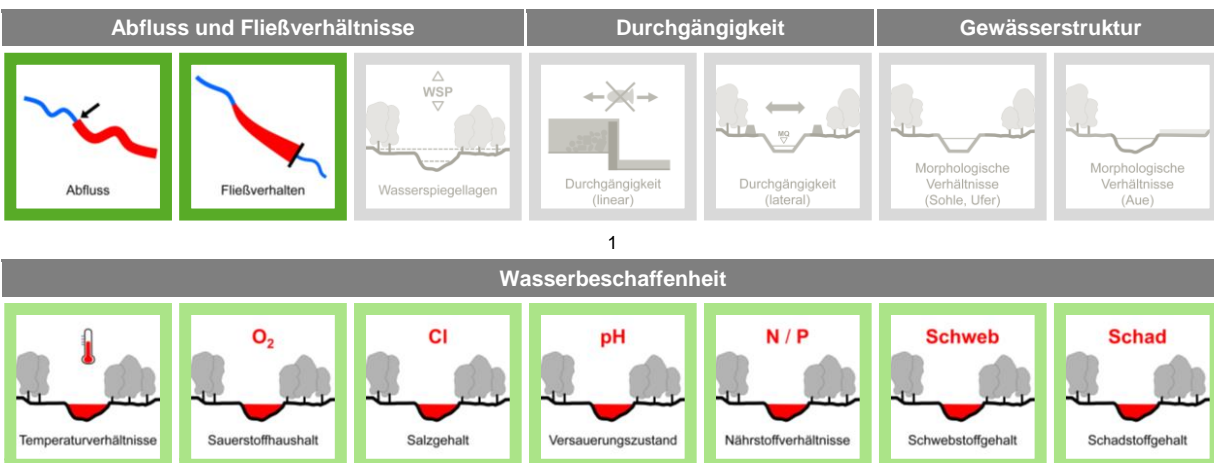 Abfluss und Fließverhältnisse
Durchgängigkeit
Gewässerstruktur
Abfluss
Fließverhalten
WSP
Wasserspiegellagen
Durchgängigkeit
(linear)
MQ
Durchgängigkeit
(lateral)
Morphologische
Verhältnisse
(Sohle, Ufer)
Morphologische
Verhältnisse
(Aue)
1
Wasserbeschaffenheit
Temperaturverhältnisse
O₂
Sauerstoffhaushalt
Cl
Salzgehalt
pH
Versauerungszustand
N / P
Nährstoffverhältnisse
Schweb
Schwebstoffgehalt
Schad
Schadstoffgehalt